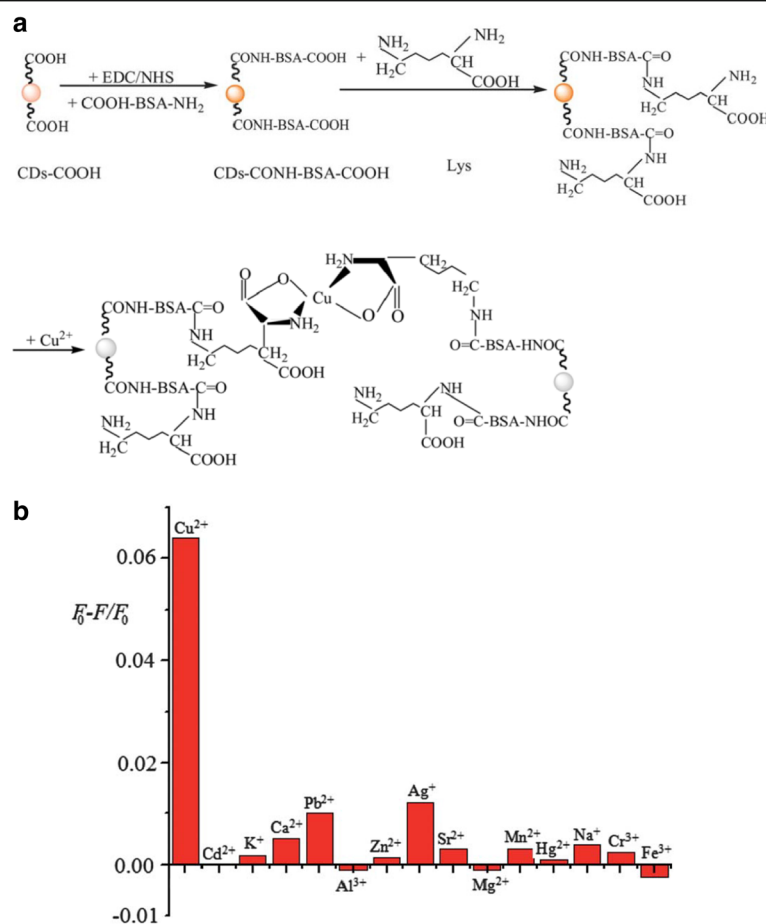 a
COOH
COOH
CDs-COOH
+ EDC/NHS
+ COOH-BSA-NH2
CONH-BSA-COOH
CONH-BSA-COOH
CDs-CONH-BSA-COOH
+
NH2
NH2
H2C
CH
COOH
Lys
CONH-BSA-C=O
NH
NH2
H2C
CH
COOH
CONH-BSA-C=O
NH
NH2
H2C
CH
COOH
+ Cu2+
CONH-BSA-C=O
NH
H2C
CH2
COOH
CONH-BSA-C=O
NH
NH2
H2C
CH
COOH
O
O
NH2
Cu
H2N
O
O
CH2
H2C
NH
O=C-BSA-HNOC
NH2
H2C
CH
NH
COOH
O=C-BSA-NHOC
b
F0-F/F0
0.06
0.04
0.02
0.00
-0.01
Cu2+
Cd2+
K+
Ca2+
Pb2+
Al3+
Zn2+
Ag+
Sr2+
Mg2+
Mn2+
Hg2+
Na+
Cr3+
Fe3+